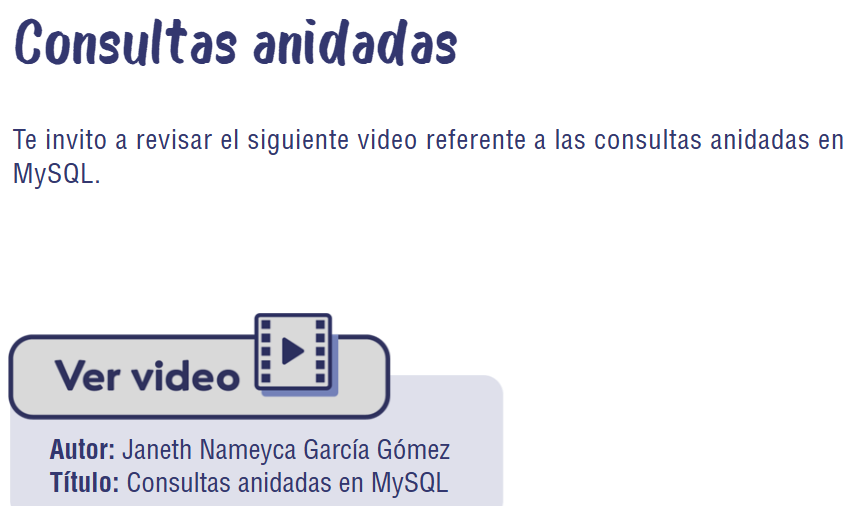 Consultas anidadas
Te invito a revisar el siguiente video referente a las consultas anidadas en
MySQL.
Ver video
Autor: Janeth Nameyca García Gómez
Título: Consultas anidadas en MySQL